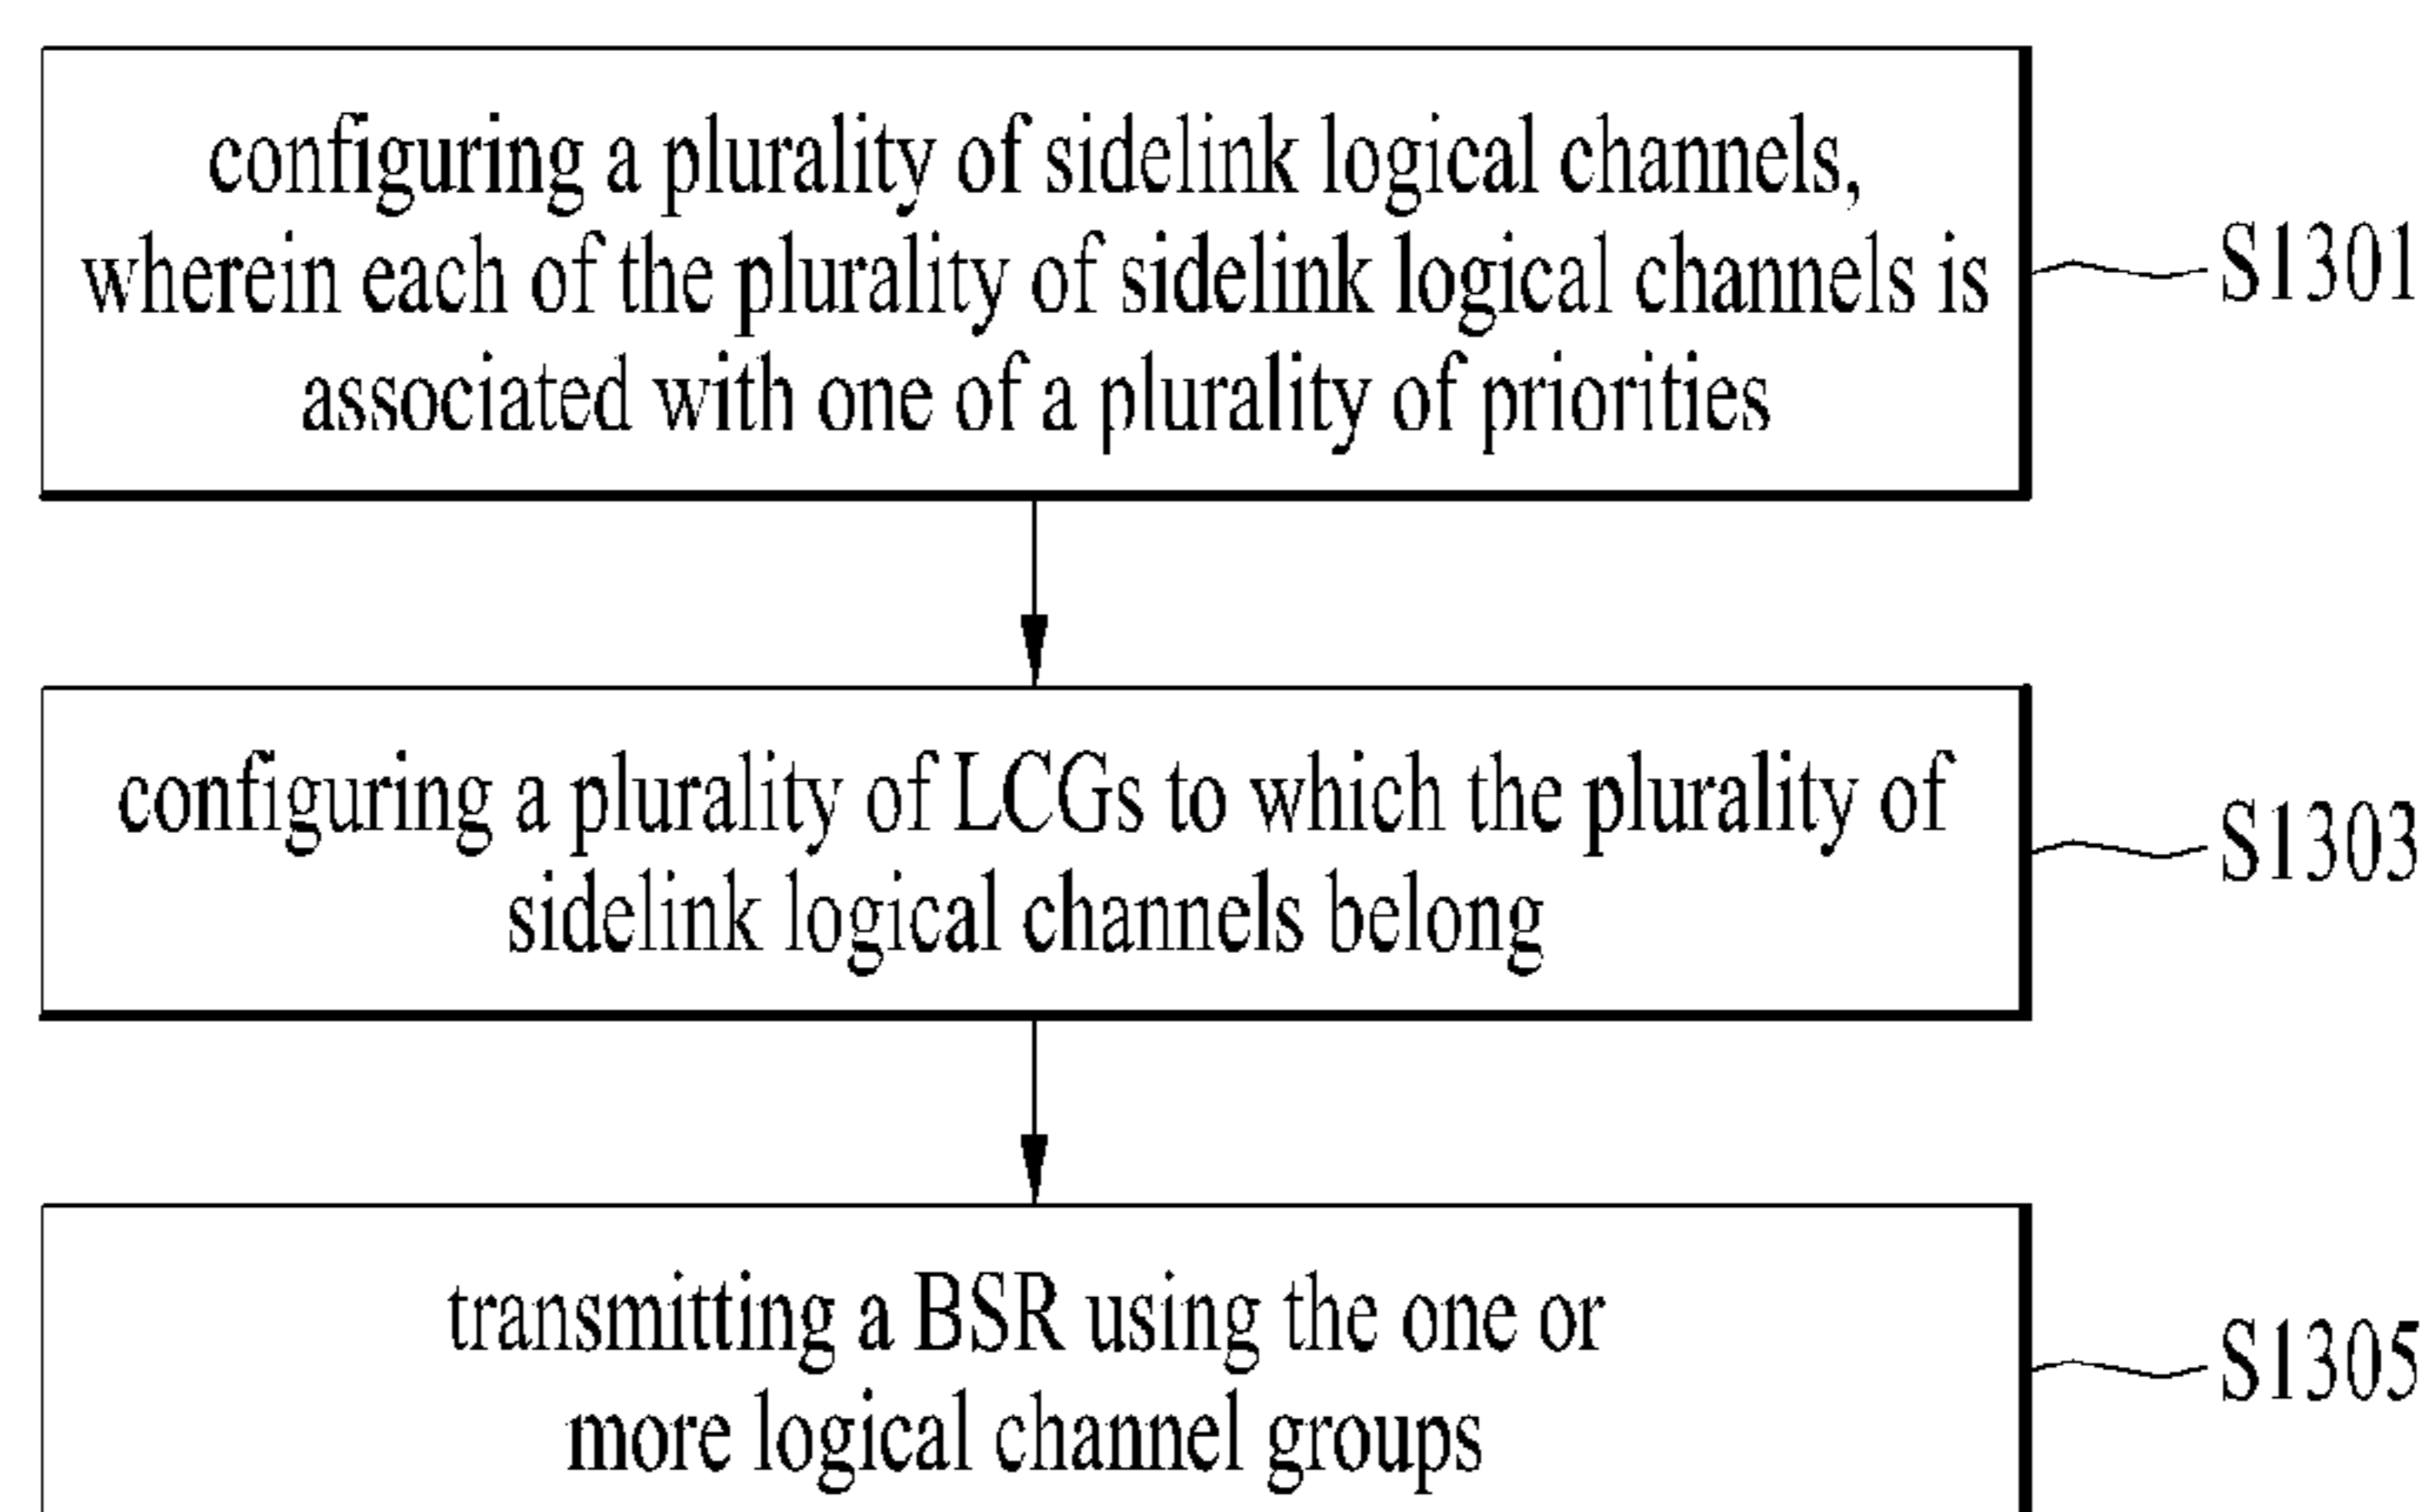 configuring a plurality of sidelink logical channels,
wherein each of the plurality of sidelink logical channels is
associated with one of a plurality of priorities
S1301
configuring a plurality of LCGs to which the plurality of
sidelink logical channels belong
S1303
transmitting a BSR using the one or
more logical channel groups
S1305